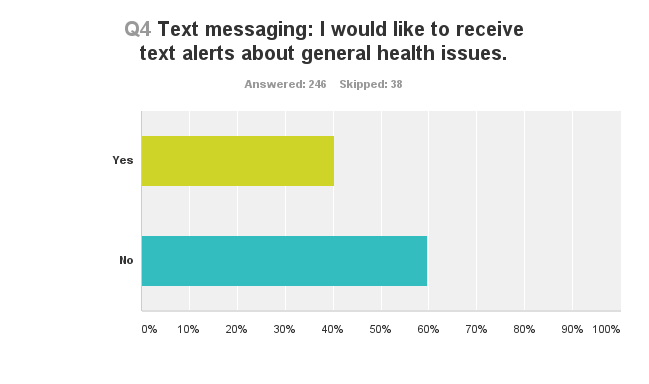 Q4 Text messaging: I would like to receive
text alerts about general health issues.
Answered: 246 Skipped: 38
Yes
No
0% 10% 20% 30% 40% 50% 60% 70% 80% 90% 100%